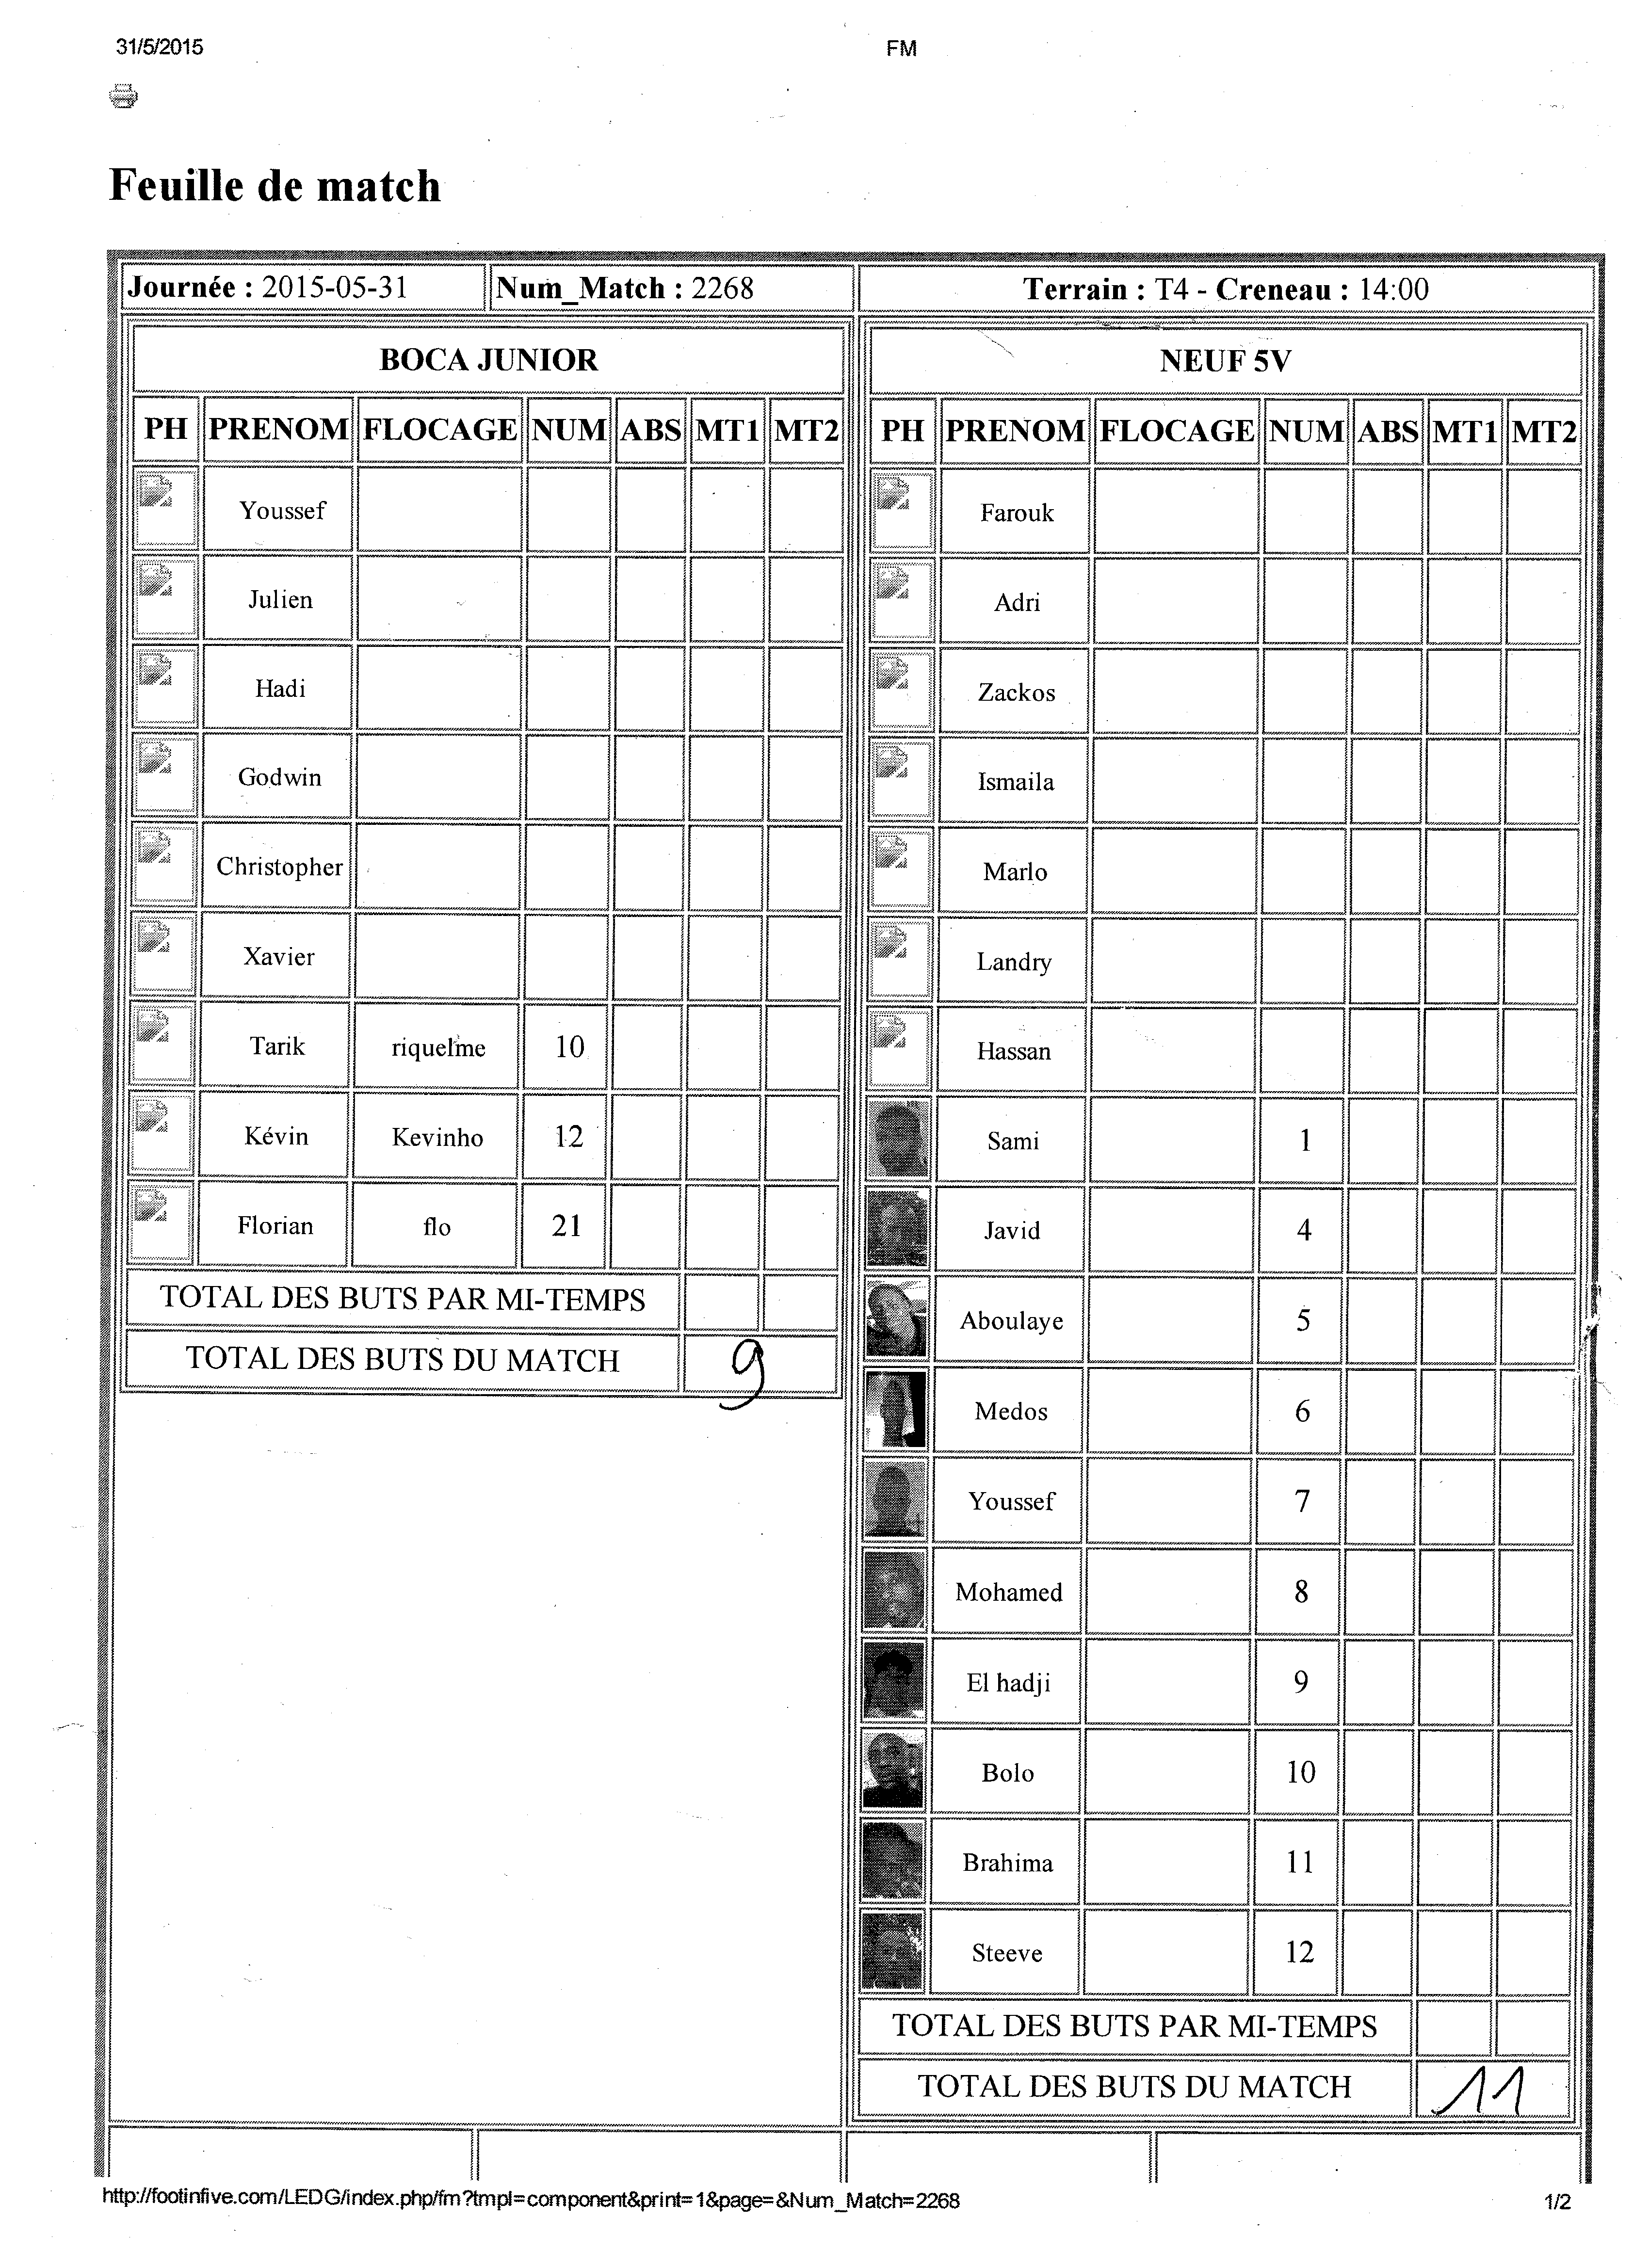 31/5/2015 FM
Feuille de match
Journée : 2015-05-31 Num_Match : 2268 Terrain : T4 - Creneau : 14:00
BOCA JUNIOR
PH PRENOM FLOCAGE NUM ABS MT1 MT2
Youssef
Julien
Hadi
Godwin
Christopher
Xavier
Tarik riquelme 10
Kévin Kevinho 12
Florian flo 21
TOTAL DES BUTS PAR MI-TEMPS
TOTAL DES BUTS DU MATCH 9
NEUF 5V
PH PRENOM FLOCAGE NUM ABS MT1 MT2
Farouk
Adri
Zackos
Ismaila
Marlo
Landry
Hassan
Sami 1
Javid 4
Aboulaye 5
Medos 6
Youssef 7
Mohamed 8
El hadji 9
Bolo 10
Brahima 11
Steeve 12
TOTAL DES BUTS PAR MI-TEMPS
TOTAL DES BUTS DU MATCH 11
http://footinfive.com/LEDG/index.php/fm?tmpl=component&print=1&page=&Num_Match=2268 1/2